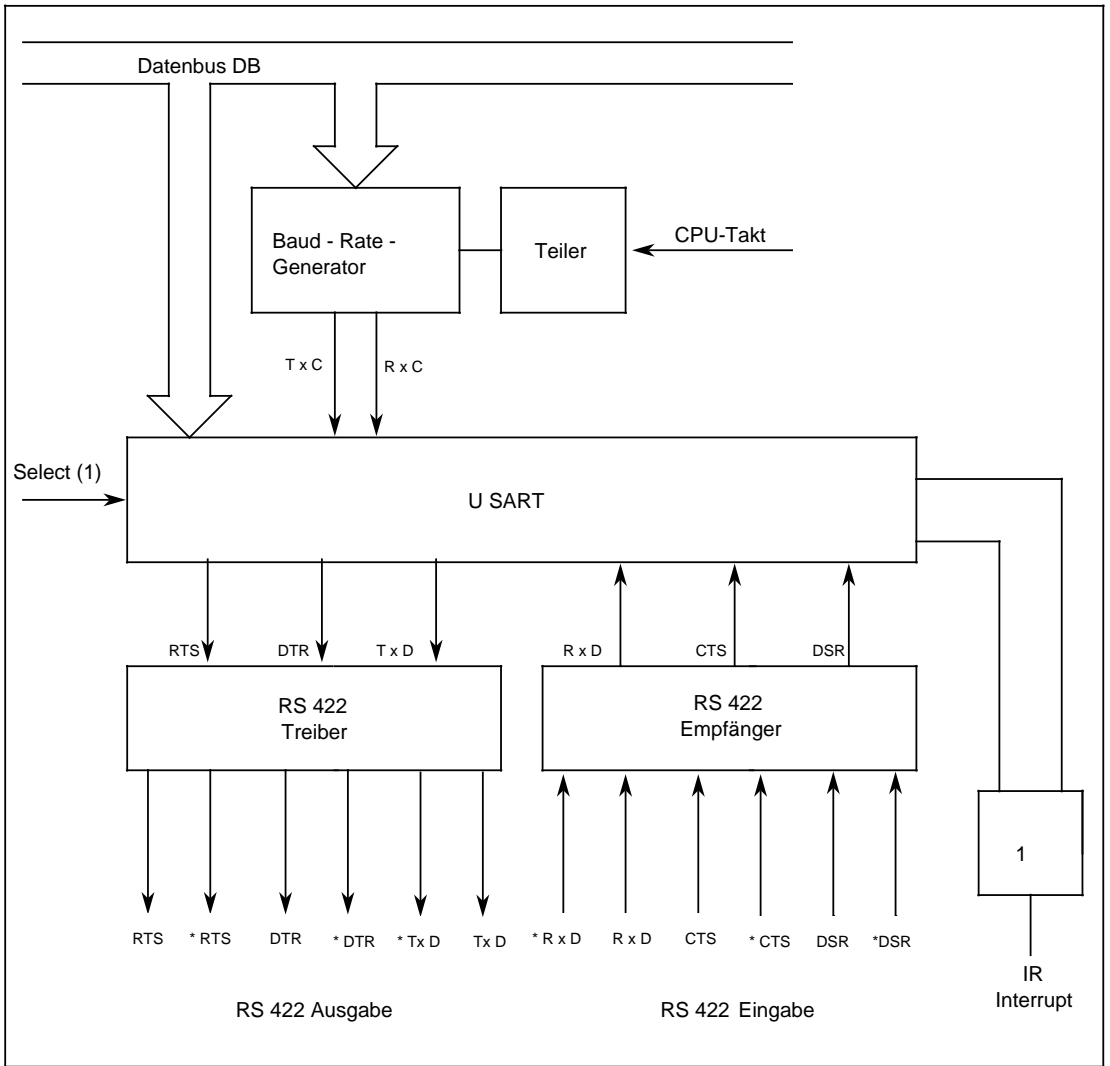 Datenbus DB
Baud - Rate -
Generator
Teiler
CPU-Takt
T x C
R x C
Select (1)
U SART
RTS
DTR
T x D
R x D
CTS
DSR
RS 422
Treiber
RS 422
Empfänger
1
RTS
* RTS
DTR
* DTR
* Tx D
Tx D
* R x D
R x D
CTS
* CTS
DSR
*DSR
IR
Interrupt
RS 422 Ausgabe
RS 422 Eingabe